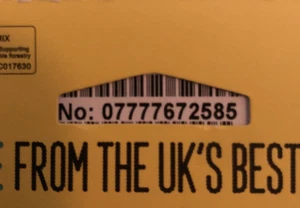 MIX
Supporting
C017630
No: 07777672585
FROM THE UK'S BEST